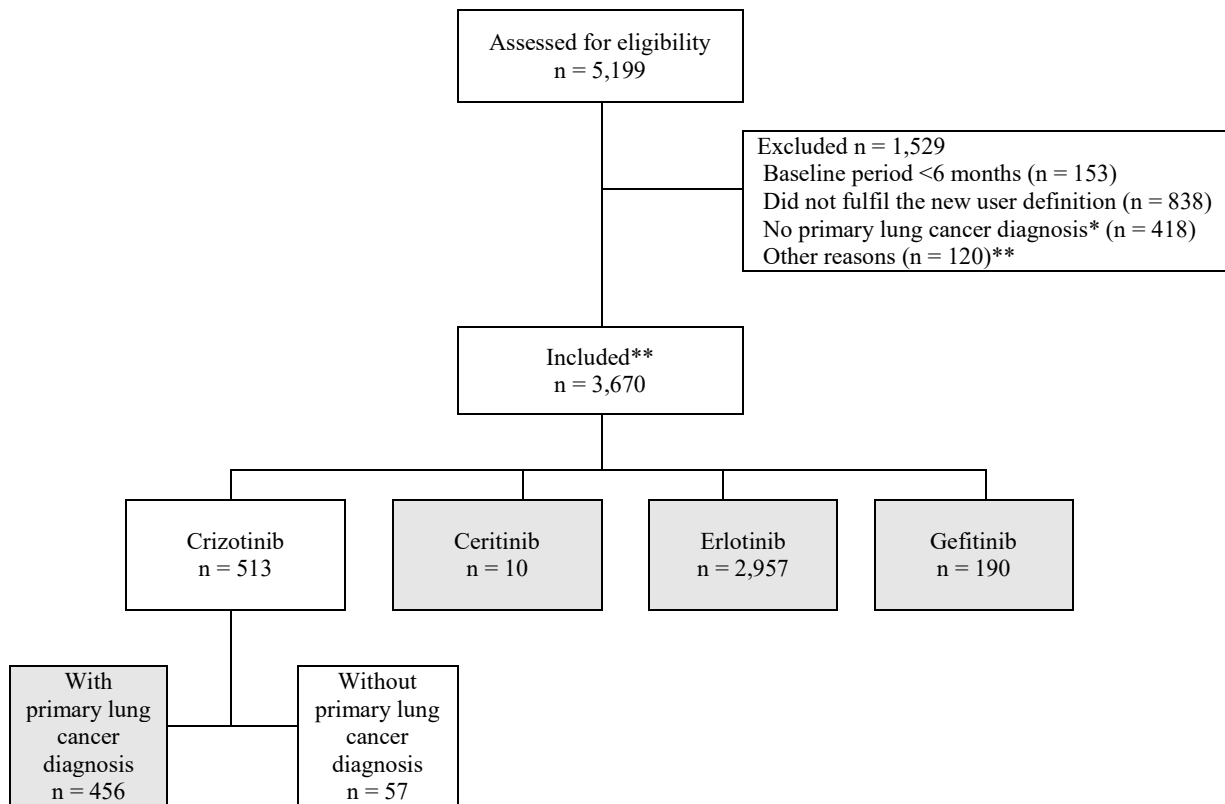 Assessed for eligibility
n = 5,199
Excluded n = 1,529
Baseline period <6 months (n = 153)
Did not fulfil the new user definition (n = 838)
No primary lung cancer diagnosis* (n = 418)
Other reasons (n = 120)**
Included**
n = 3,670
Crizotinib
n = 513
Ceritinib
n = 10
Erlotinib
n = 2,957
Gefitinib
n = 190
With
primary lung
cancer
diagnosis
n = 456
Without
primary lung
cancer
diagnosis
n = 57